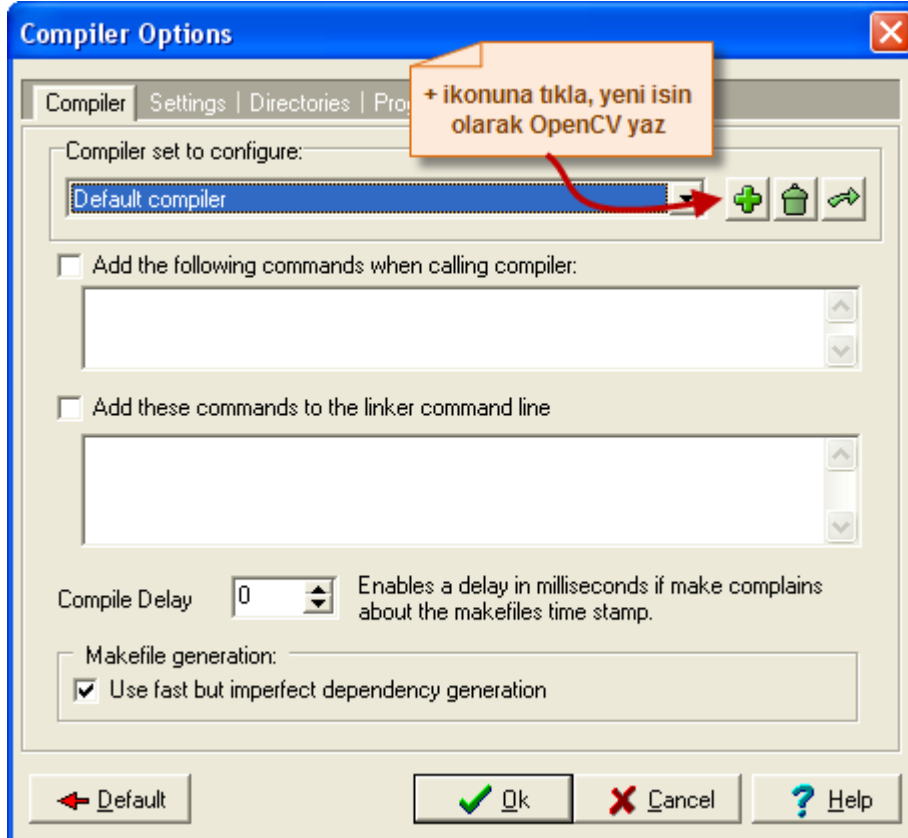 Compiler Options
Compiler Settings Directories
+ ikonuna tıkla, yeni isin
olarak OpenCV yaz
Compiler set to configure:
Default compiler
Add the following commands when calling compiler:
Add these commands to the linker command line
Compile Delay 0 Enables a delay in milliseconds if make complains
about the makefiles time stamp.
Makefile generation:
Use fast but imperfect dependency generation
Default Ok Cancel Help